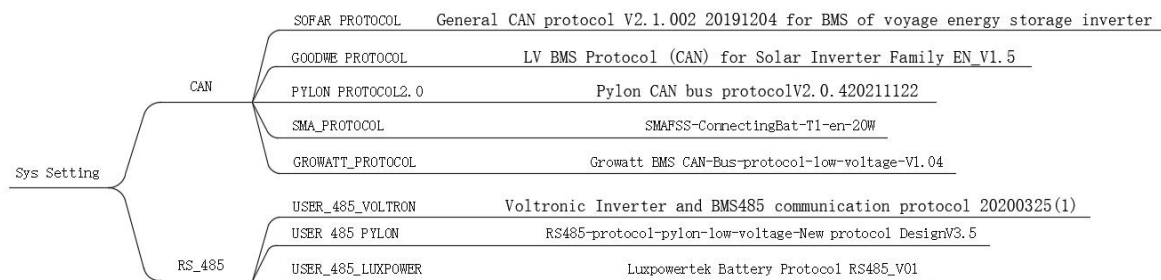 SOFAR PROTOCOL General CAN protocol V2.1.002 20191204 for BMS of voyage energy storage inverter
GOODWE PROTOCOL LV BMS Protocol (CAN) for Solar Inverter Family EN_V1.5
CAN
PYLON PROTOCOL2.0 Pylon CAN bus protocolV2.0.420211122
SMA_PROTOCOL SMAFSS-ConnectingBat-T1-en-20W
GROWATT_PROTOCOL Growatt BMS CAN-Bus-protocol-low-voltage-V1.04
Sys Setting
USER_485_VOLTRON Voltronic Inverter and BMS485 communication protocol 20200325(1)
USER 485 PYLON RS485-protocol-pylon-low-voltage-New protocol DesignV3.5
RS_485
USER_485_LUXPOWER Luxpowertek Battery Protocol RS485_V01